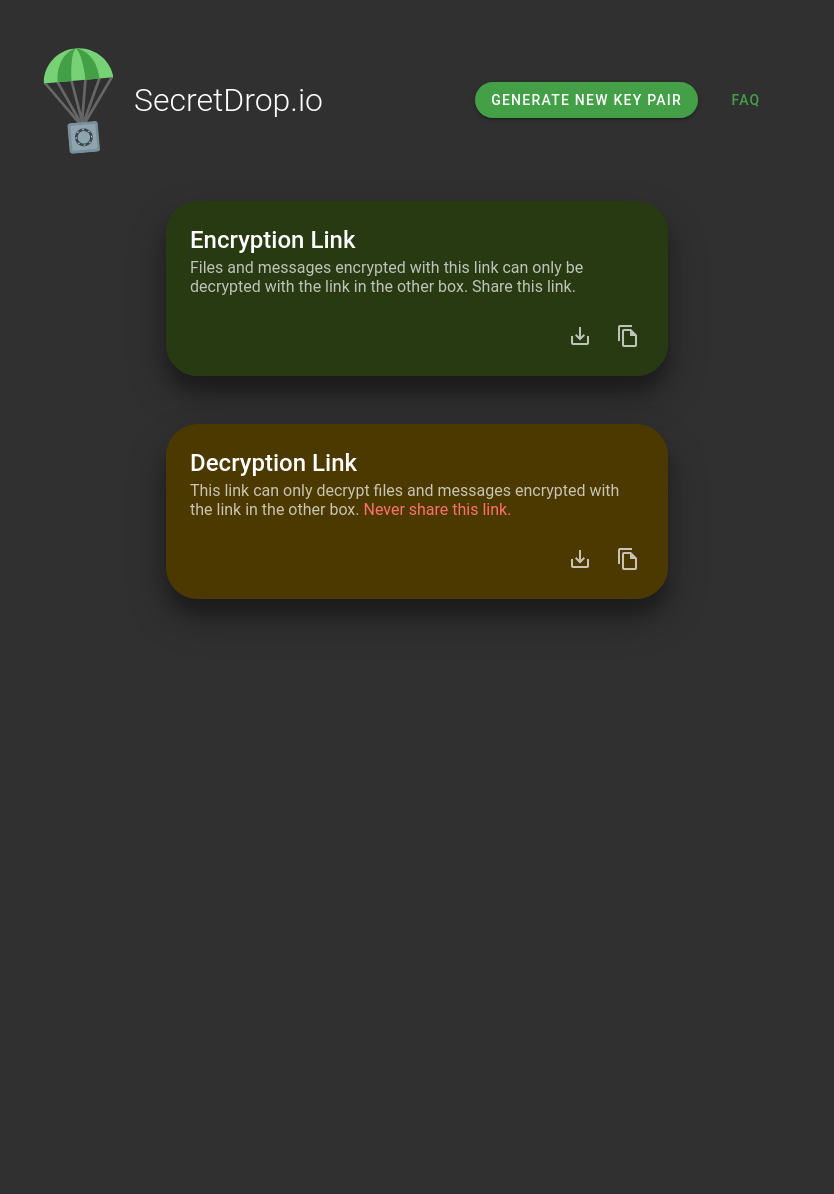 SecretDrop.io
GENERATE NEW KEY PAIR
FAQ
Encryption Link
Files and messages encrypted with this link can only be
decrypted with the link in the other box. Share this link.
Decryption Link
This link can only decrypt files and messages encrypted with
the link in the other box. Never share this link.